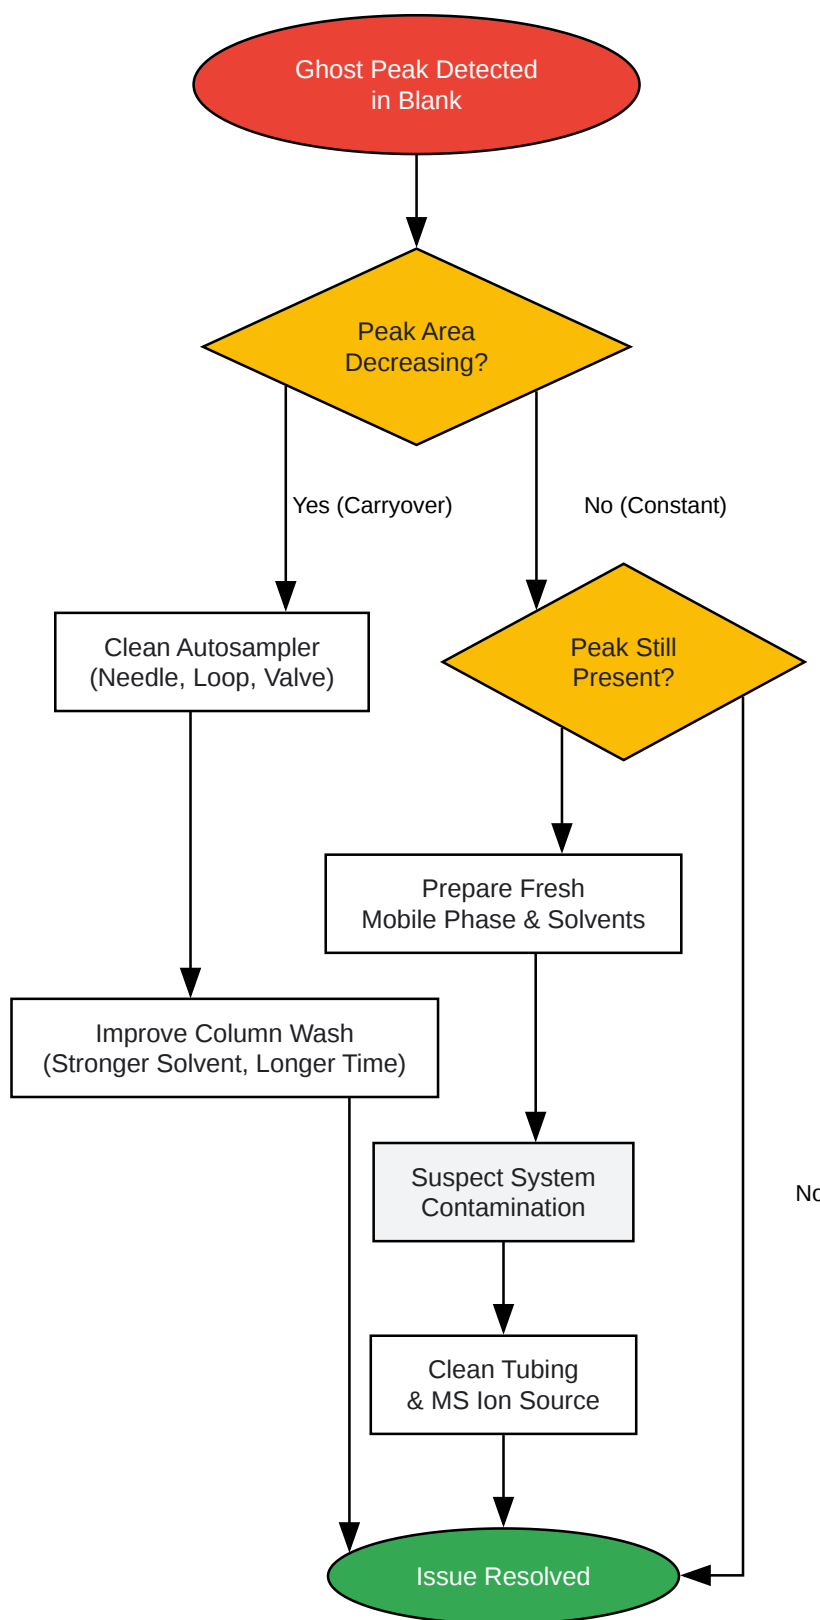 Ghost Peak Detected
in Blank
Peak Area
Decreasing?
Yes (Carryover)
No (Constant)
Clean Autosampler
(Needle, Loop, Valve)
Peak Still
Present?
Prepare Fresh
Mobile Phase & Solvents
Improve Column Wash
(Stronger Solvent, Longer Time)
Suspect System
Contamination
No
Clean Tubing
& MS Ion Source
Issue Resolved